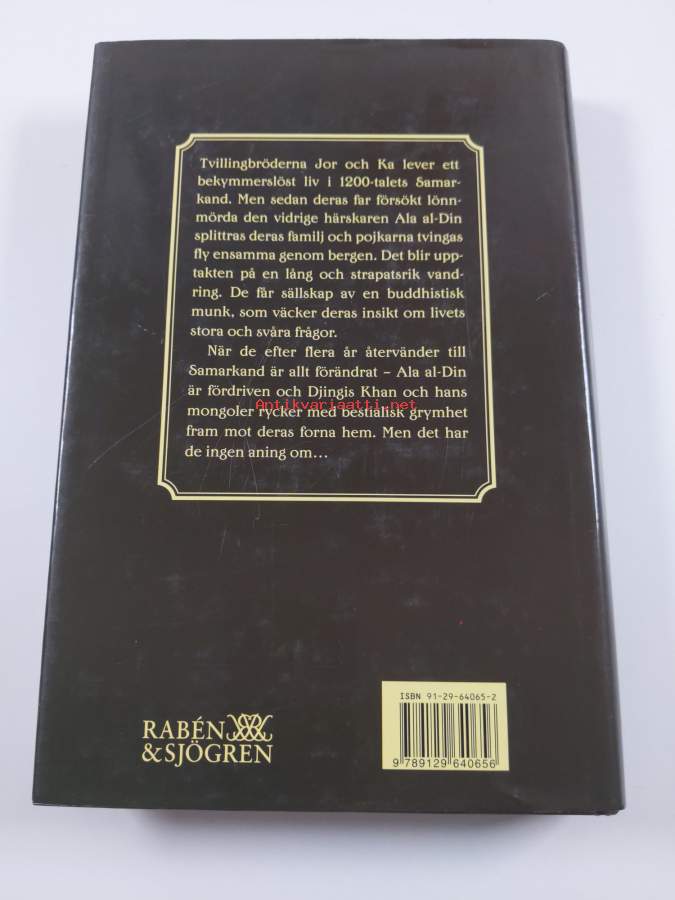 Tvillingbröderna Jor och Ka lever ett
bekymmerslöst liv i 1200-talets Samar-
kand. Men sedan deras far försökt lönn-
mörda den vidrige härskaren Ala al-Din
splittras deras familj och pojkarna tvingas
fly ensamma genom bergen. Det blir upp-
takten på en lång och strapatsrik vand-
ring. De får sällskap av en buddhistisk
munk, som väcker deras insikt om livets
stora och svåra frågor.
När de efter flera år återvänder till
Samarkand är allt förändrat – Ala al-Din
är fördriven och Djingis Khan och hans
Antikvariaatti.net
mongoler rycker med bestialisk grymhet
fram mot deras forna hem. Men det har
de ingen aning om…
ISBN 91-29-64065-2
9 789129 640656
RABÉN
&SJÖGREN